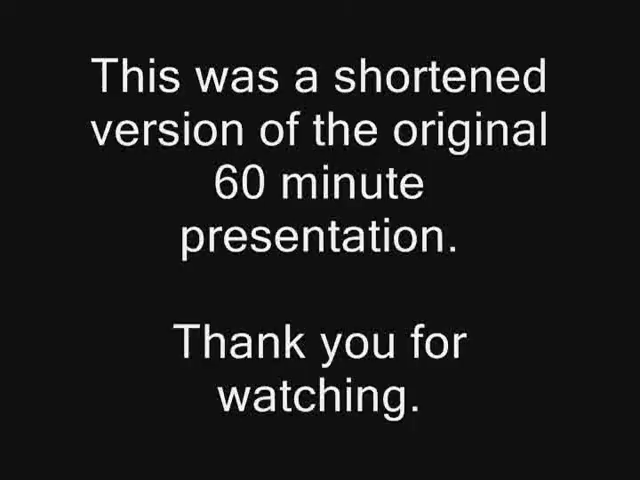 This was a shortened
version of the original
60 minute
presentation.
Thank you for
watching.